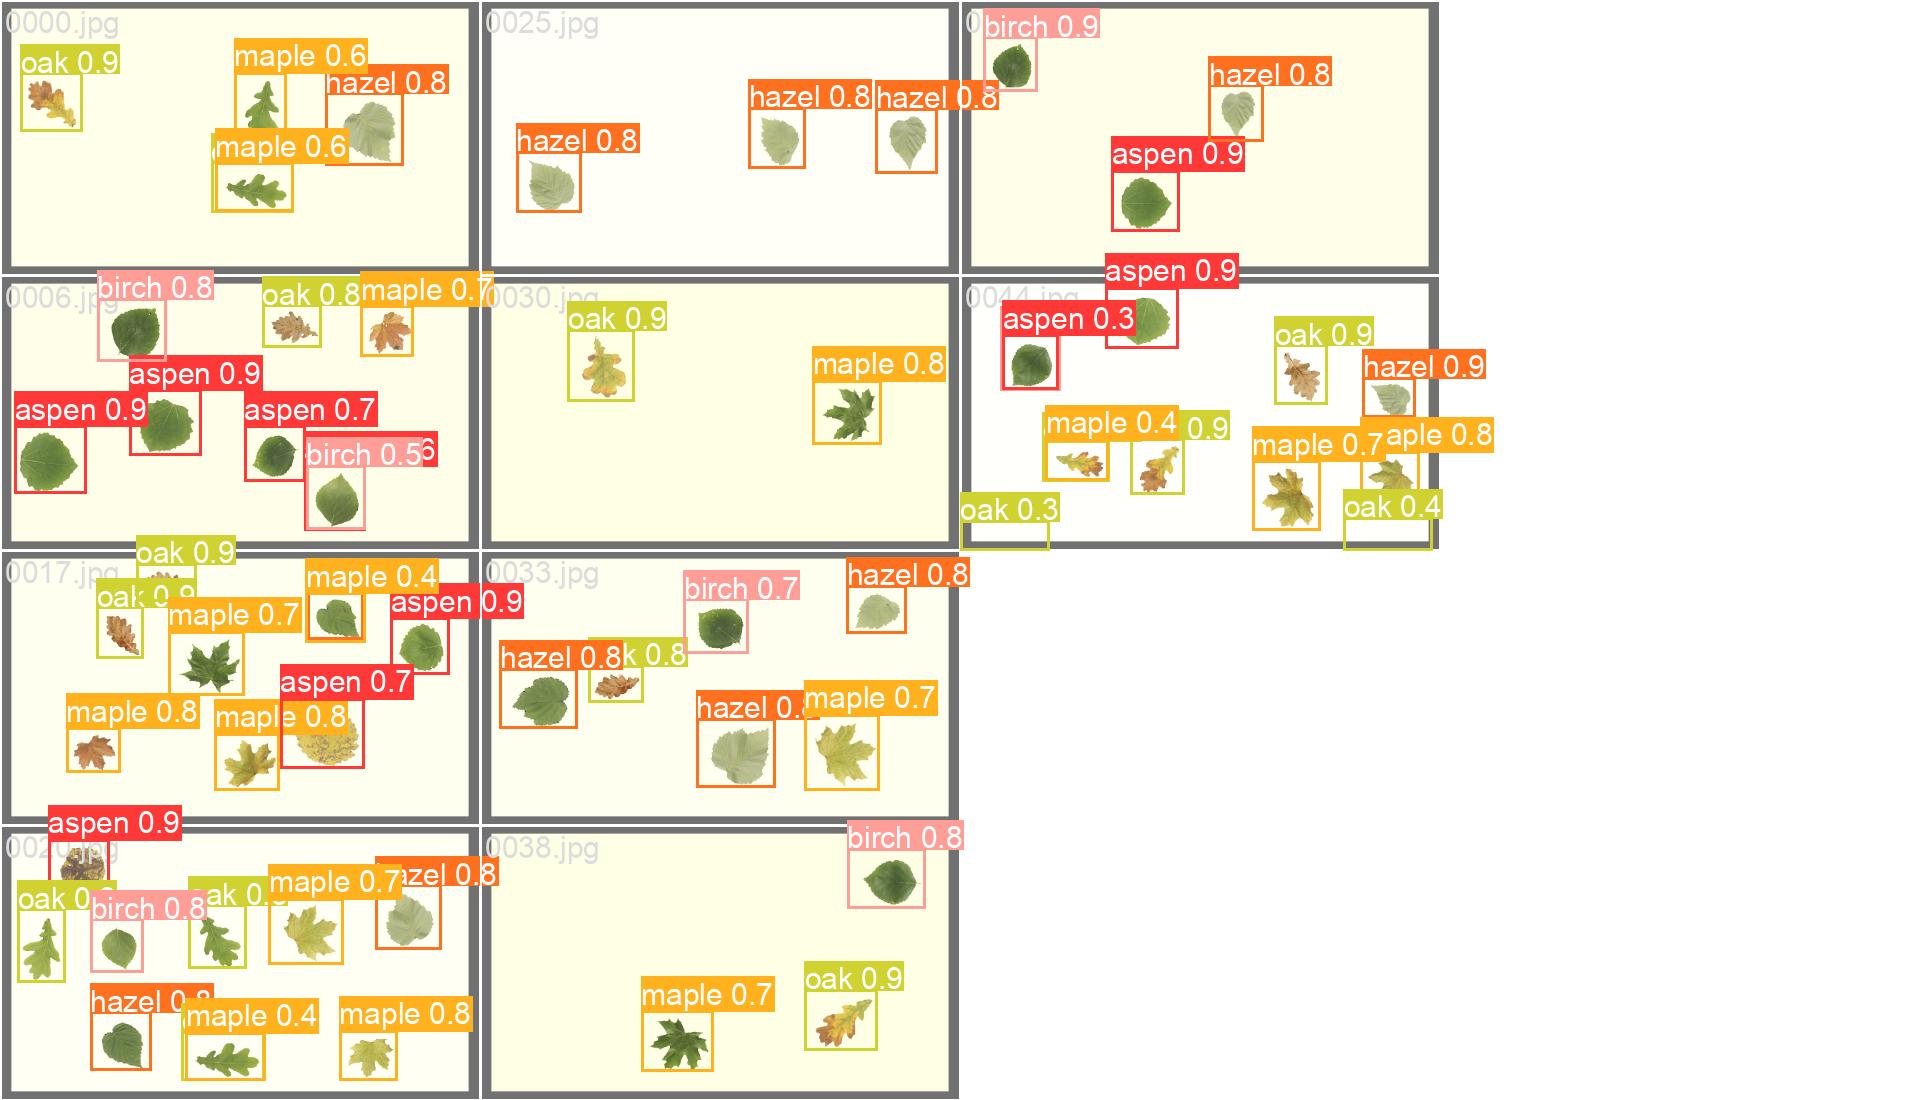 0000.jpg
oak 0.9
maple 0.6
hazel 0.8
maple 0.6
0025.jpg
hazel 0.8
hazel 0.8
hazel 0.8
birch 0.9
hazel 0.8
aspen 0.9
0006.jpg
birch 0.8
oak 0.8
maple 0.7
aspen 0.9
aspen 0.9
aspen 0.7
birch 0.5
0030.jpg
oak 0.9
maple 0.8
0044.jpg
aspen 0.9
aspen 0.3
oak 0.9
hazel 0.9
maple 0.4
0.9
maple 0.7
aple 0.8
oak 0.3
oak 0.4
0017.jpg
oak 0.9
oak 0.9
maple 0.4
aspen 0.9
maple 0.7
aspen 0.7
maple 0.8
maple 0.8
0033.jpg
birch 0.7
hazel 0.8
hazel 0.8
k 0.8
hazel 0.8
maple 0.7
0020.jpg
aspen 0.9
oak 0.
birch 0.8
ak 0.
maple 0.7
azel 0.8
hazel 0.8
maple 0.4
maple 0.8
0038.jpg
birch 0.8
maple 0.7
oak 0.9